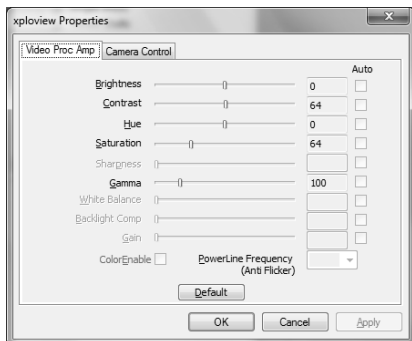 xploview Properties
Video Proc Amp Camera Control
Auto
Brightness 0
Contrast 64
Hue 0
Saturation 64
Sharpness
Gamma 100
White Balance
Backlight Comp
Gain
ColorEnable PowerLine Frequency
(Anti Flicker)
Default
OK Cancel Apply